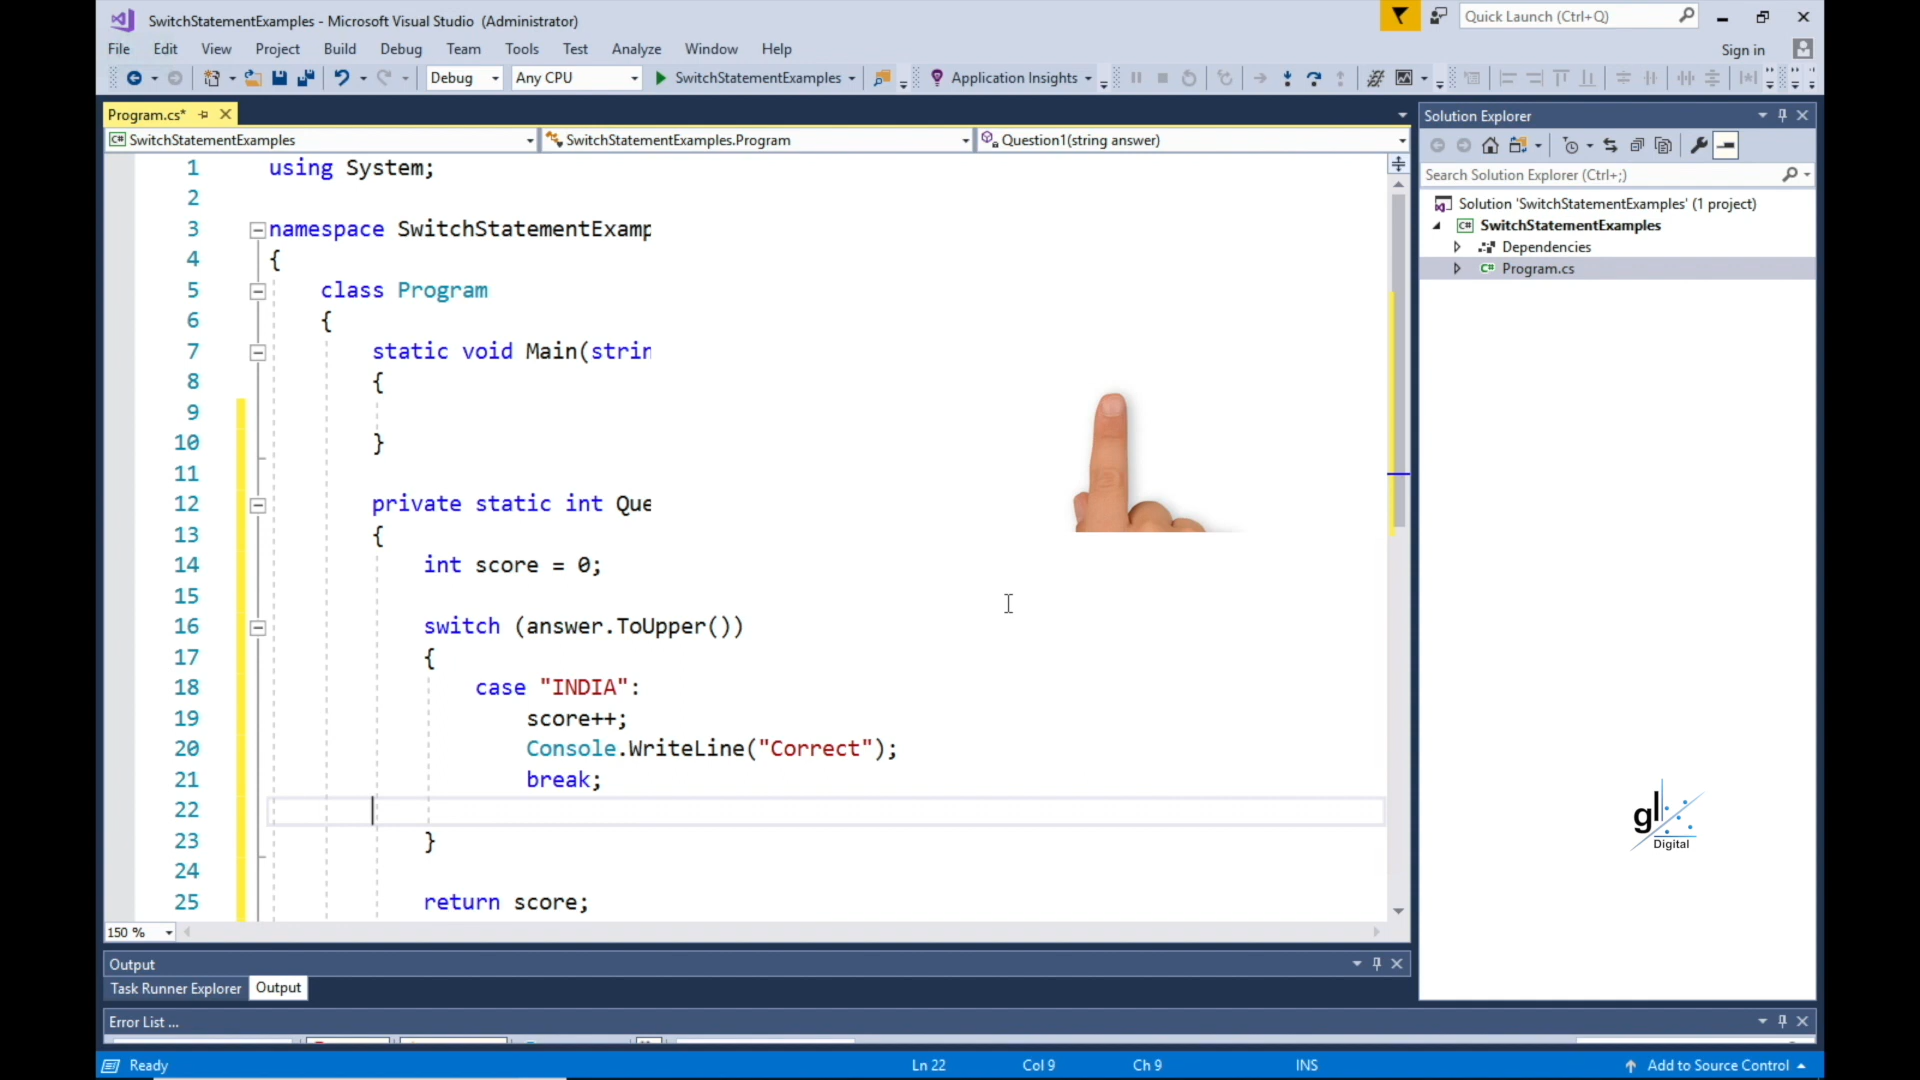 SwitchStatementExamples - Microsoft Visual Studio (Administrator)
Quick Launch (Ctrl+Q)
File Edit View Project Build Debug Team Tools Test Analyze Window Help
Sign in
Debug Any CPU SwitchStatementExamples Application Insights
Program.cs*
SwitchStatementExamples SwitchStatementExamples.Program Question1(string answer)
1 using System;
2
3 namespace SwitchStatementExamp
4 {
5 class Program
6 {
7 static void Main(strin
8 {
9
10 }
11
12 private static int Que
13 {
14 int score = 0;
15
16 switch (answer.ToUpper())
17 {
18 case "INDIA":
19 score++;
20 Console.WriteLine("Correct");
21 break;
22
23 }
24
25 return score;
150 %
Solution Explorer
Search Solution Explorer (Ctrl+;)
Solution 'SwitchStatementExamples' (1 project)
SwitchStatementExamples
Dependencies
Program.cs
gl
Digital
Output
Task Runner Explorer Output
Error List ...
Ready Ln 22 Col 9 Ch 9 INS Add to Source Control